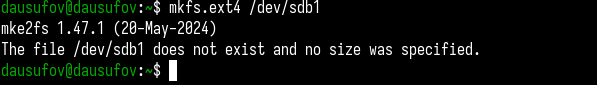 dausufov@dausufov:~$ mkfs.ext4 /dev/sdb1
mke2fs 1.47.1 (20-May-2024)
The file /dev/sdb1 does not exist and no size was specified.
dausufov@dausufov:~$